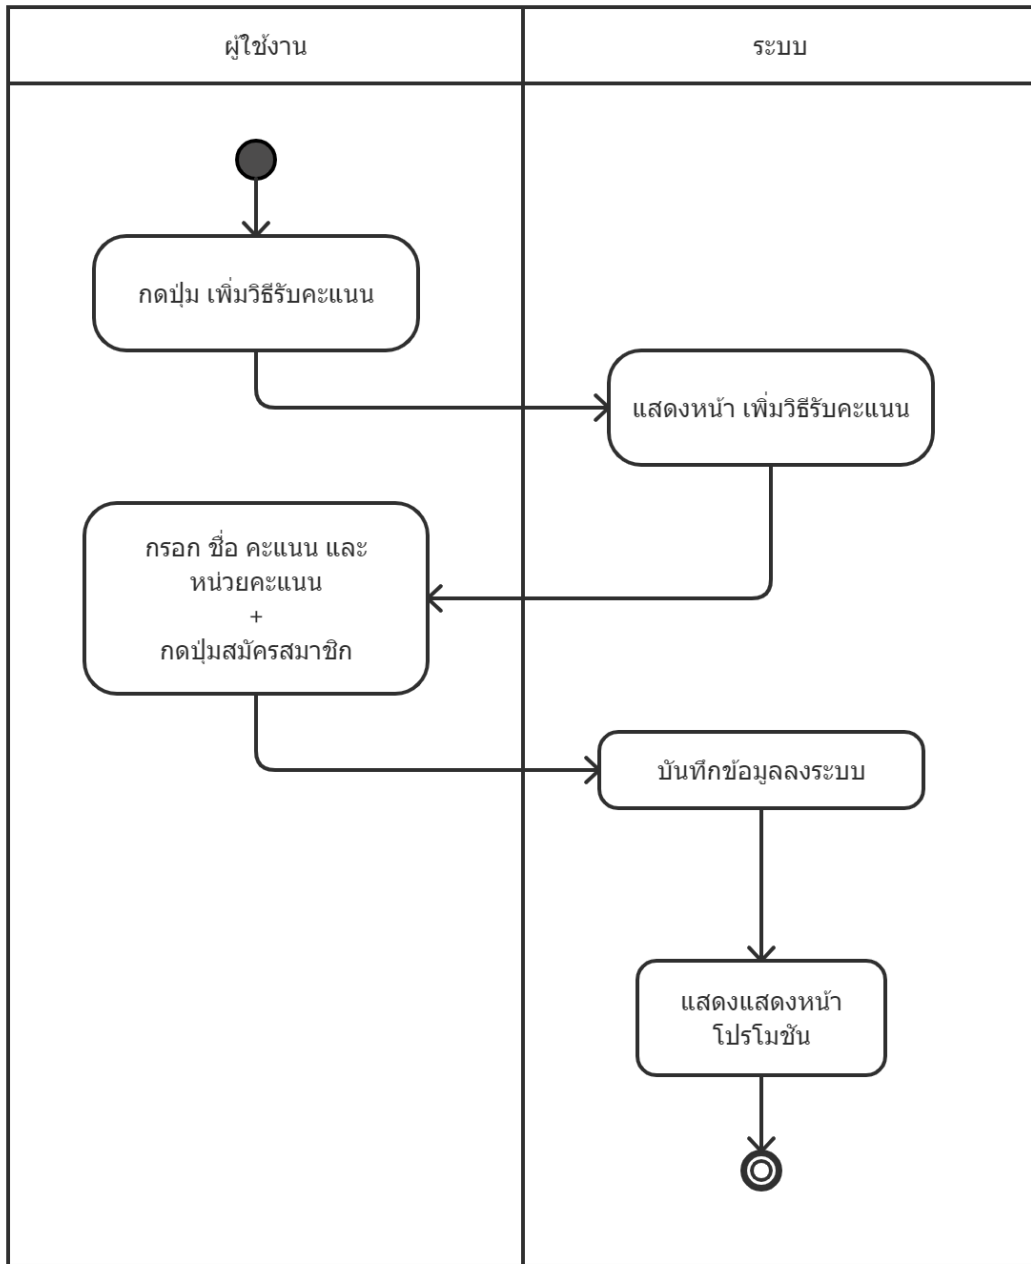 ผู้ใช้งาน
ระบบ
กดปุ่ม เพิ่มวิธีรับคะแนน
แสดงหน้า เพิ่มวิธีรับคะแนน
กรอก ชื่อ คะแนน และ
หน่วยคะแนน
+
กดปุ่มสมัครสมาชิก
บันทึกข้อมูลลงระบบ
แสดงแสดงหน้า
โปรโมชัน